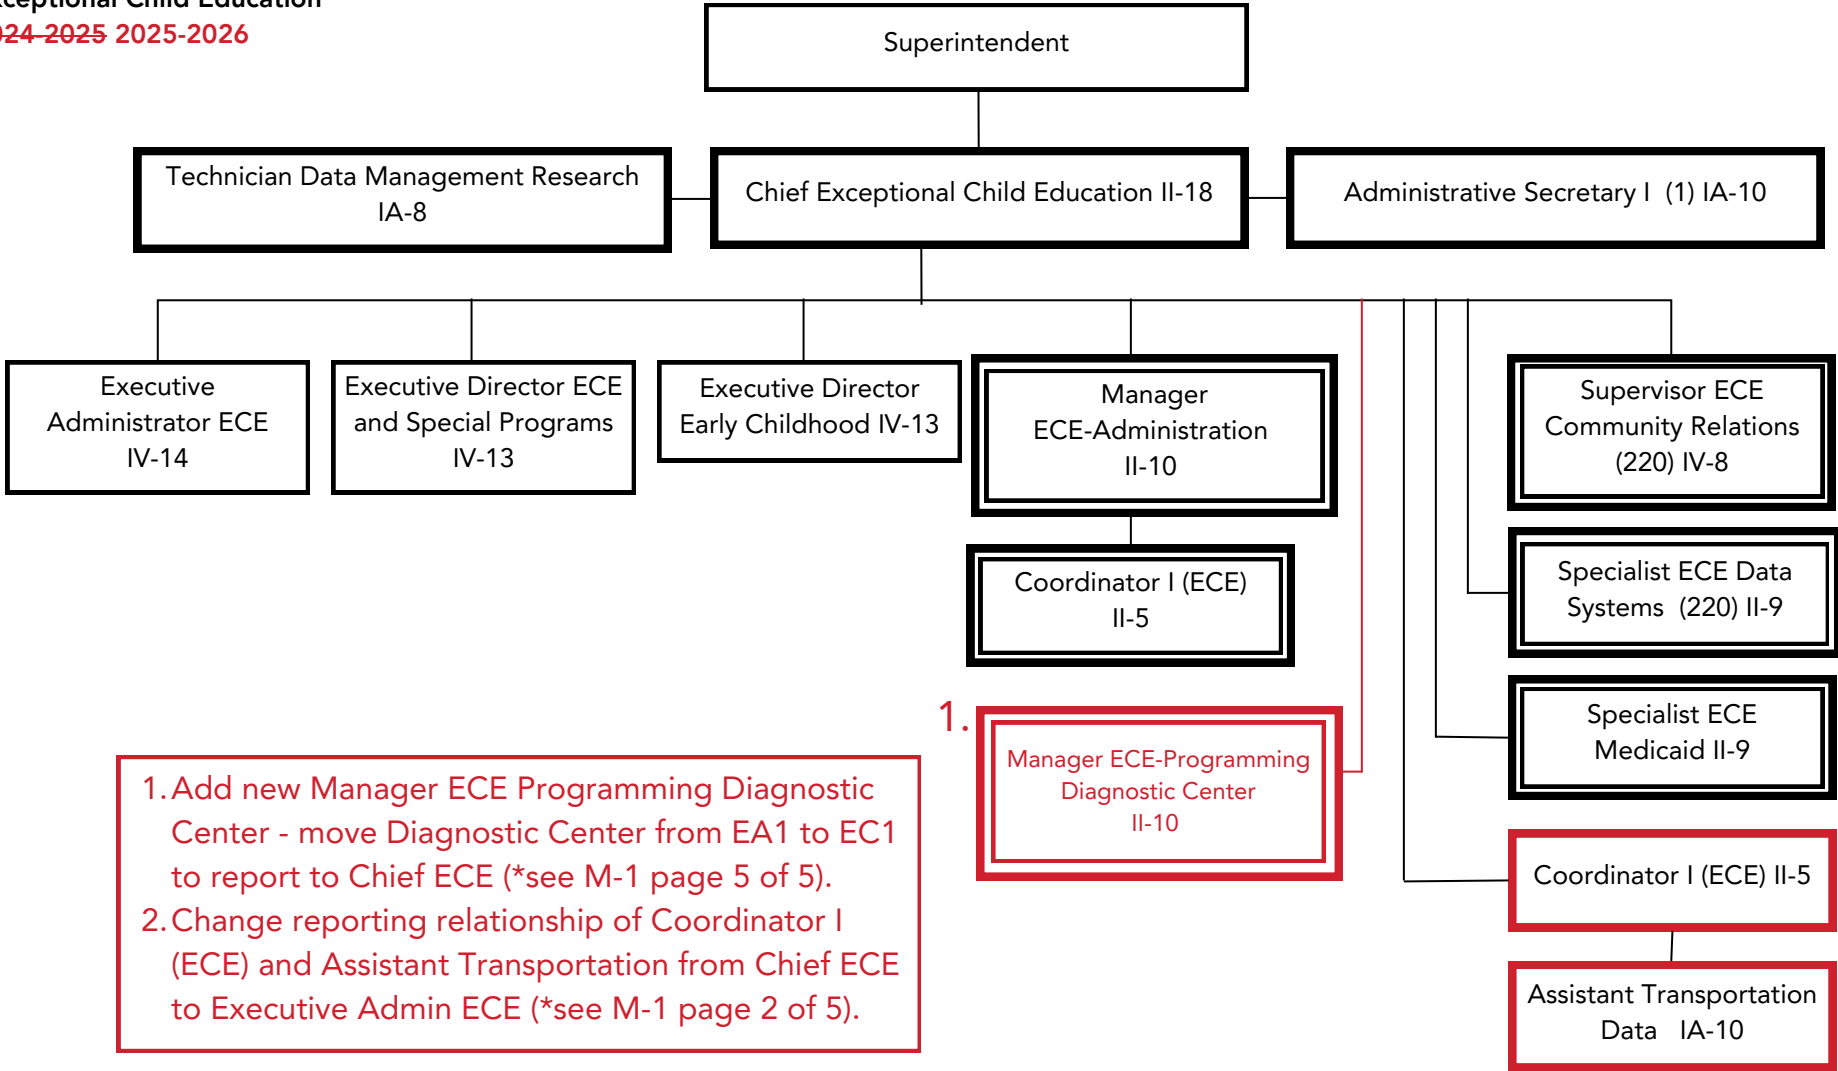 ceptional Child Education
24-2025 2025-2026
Superintendent
Technician Data Management Research
IA-8
Chief Exceptional Child Education II-18
Administrative Secretary I (1) IA-10
Executive
Administrator ECE
IV-14
Executive Director ECE
and Special Programs
IV-13
Executive Director
Early Childhood IV-13
Manager
ECE-Administration
II-10
Supervisor ECE
Community Relations
(220) IV-8
Coordinator I (ECE)
II-5
Specialist ECE Data
Systems (220) II-9
Specialist ECE
Medicaid II-9
1.
Manager ECE-Programming
Diagnostic Center
II-10
Coordinator I (ECE) II-5
Assistant Transportation
Data IA-10
1. Add new Manager ECE Programming Diagnostic
Center - move Diagnostic Center from EA1 to EC1
to report to Chief ECE (*see M-1 page 5 of 5).
2. Change reporting relationship of Coordinator I
(ECE) and Assistant Transportation from Chief ECE
to Executive Admin ECE (*see M-1 page 2 of 5).